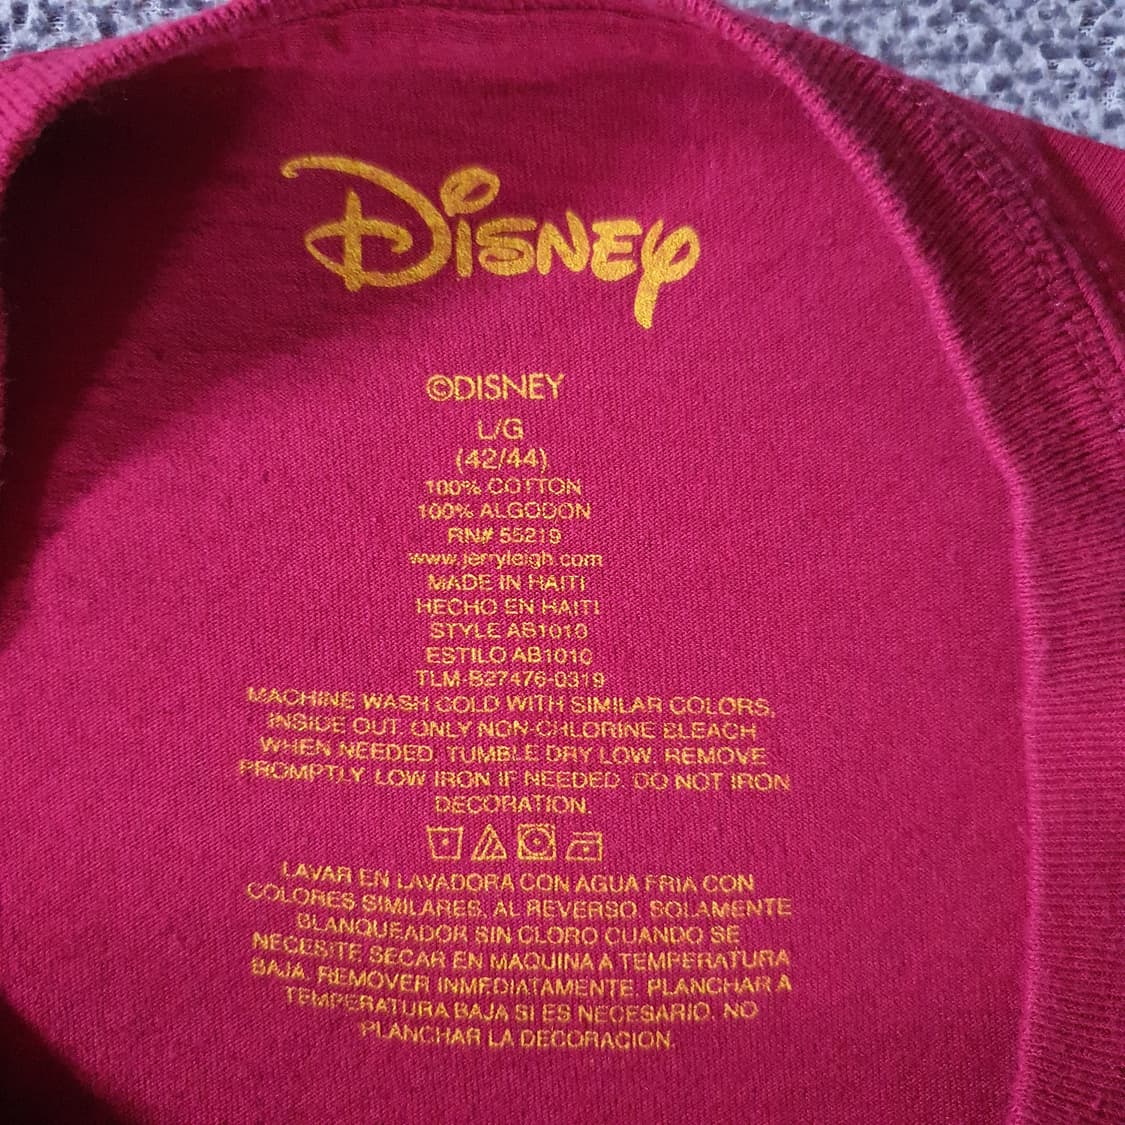 Disney
©DISNEY
L/G
(42/44)
100% COTTON
100% ALGODON
RN# 55219
www.jerryleigh.com
MADE IN HAITI
HECHO EN HAITI
STYLE AB1010
ESTILO AB1010
TLM-B27476-0319
MACHINE WASH COLD WITH SIMILAR COLORS,
INSIDE OUT. ONLY NON-CHLORINE BLEACH
WHEN NEEDED. TUMBLE DRY LOW. REMOVE
PROMPTLY. LOW IRON IF NEEDED. DO NOT IRON
DECORATION.
LAVAR EN LAVADORA CON AGUA FRIA CON
COLORES SIMILARES, AL REVERSO. SOLAMENTE
BLANQUEADOR SIN CLORO CUANDO SE
NECESITE SECAR EN MAQUINA A TEMPERATURA
BAJA. REMOVER INMEDIATAMENTE. PLANCHAR A
TEMPERATURA BAJA SI ES NECESARIO. NO
PLANCHAR LA DECORACION.